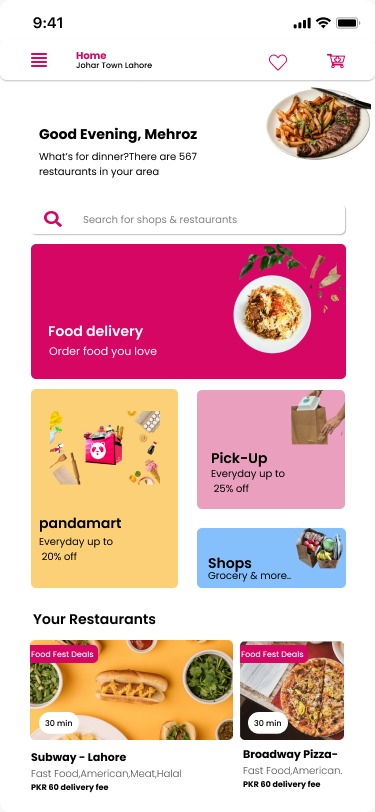 9:41
Home
Johar Town Lahore
Good Evening, Mehroz
What's for dinner?There are 567
restaurants in your area
Search for shops & restaurants
Food delivery
Order food you love
pandamart
Everyday up to
20% off
Pick-Up
Everyday up to
25% off
Shops
Grocery & more..
Your Restaurants
Food Fest Deals
30 min
Subway - Lahore
Fast Food,American,Meat,Halal
PKR 60 delivery fee
Food Fest Deals
30 min
Broadway Pizza-
Fast Food,American.
PKR 60 delivery fee